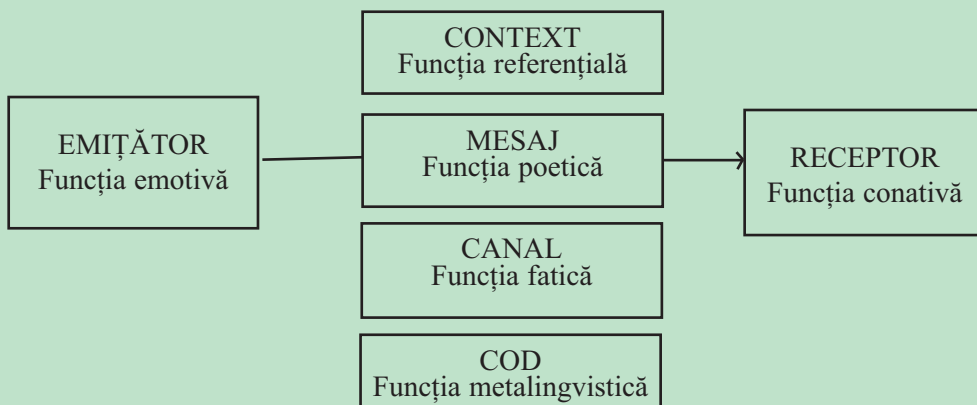 CONTEXT
Funcția referențială
EMIȚĂTOR
Funcția emotivă
MESAJ
Funcția poetică
RECEPTOR
Funcția conativă
CANAL
Funcția fatică
COD
Funcția metalingvistică